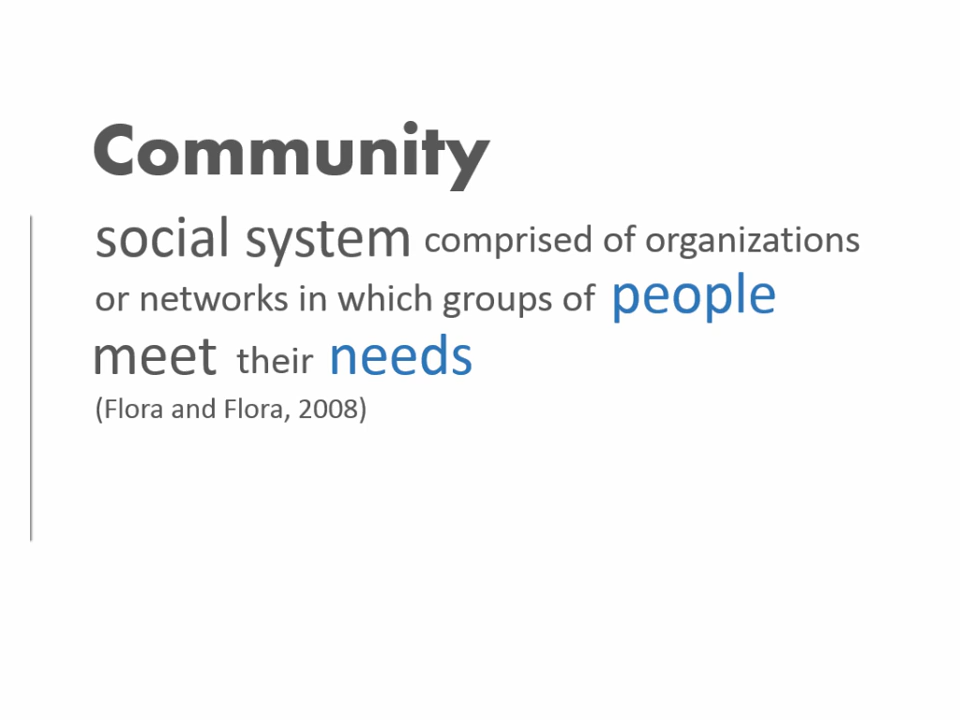 Community
social system comprised of organizations
or networks in which groups of people
meet their needs
(Flora and Flora, 2008)